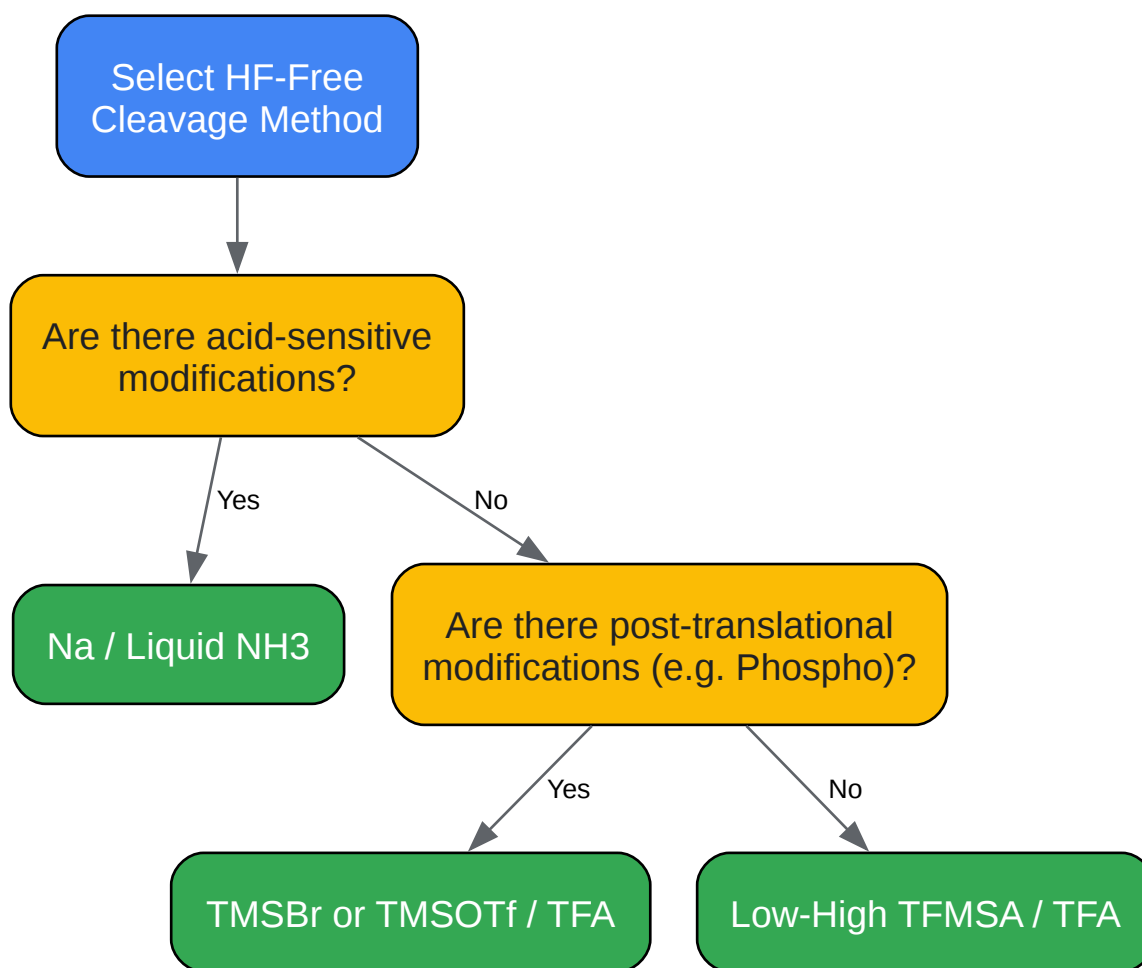 Select HF-Free
Cleavage Method
Are there acid-sensitive
modifications?
Yes
No
Na / Liquid NH3
Are there post-translational
modifications (e.g. Phospho)?
Yes
No
TMSBr or TMSOTf / TFA
Low-High TFMSA / TFA